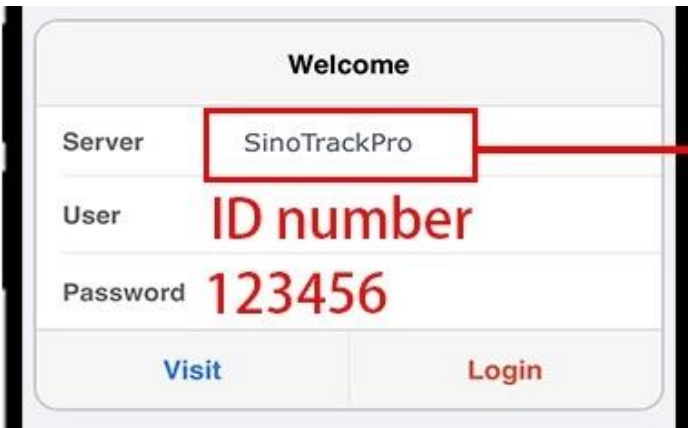 Welcome
Server SinoTrackPro
User ID number
Password 123456
Visit Login